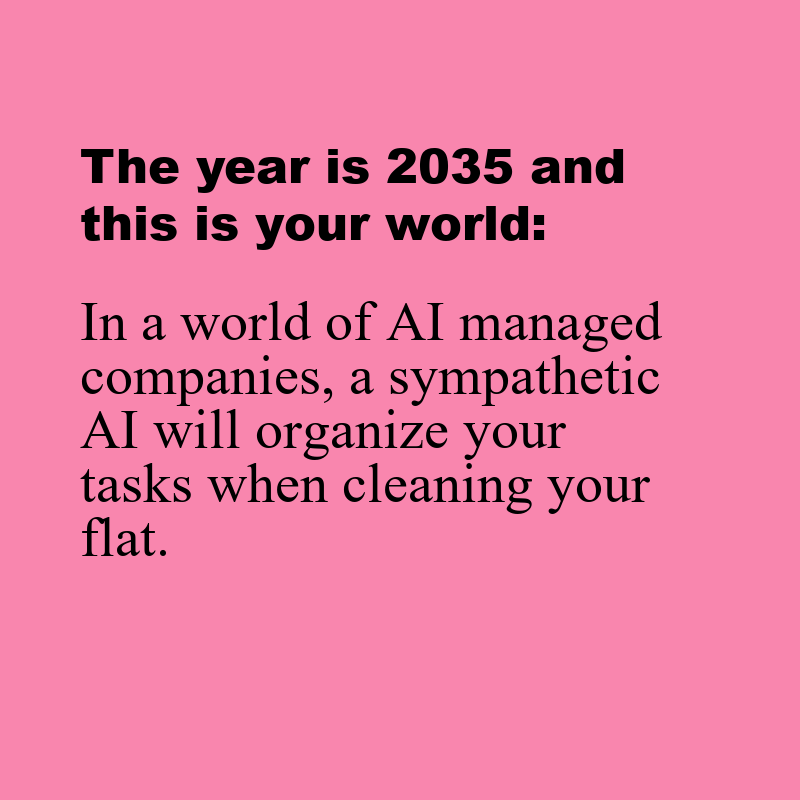 The year is 2035 and
this is your world:
In a world of AI managed
companies, a sympathetic
AI will organize your
tasks when cleaning your
flat.